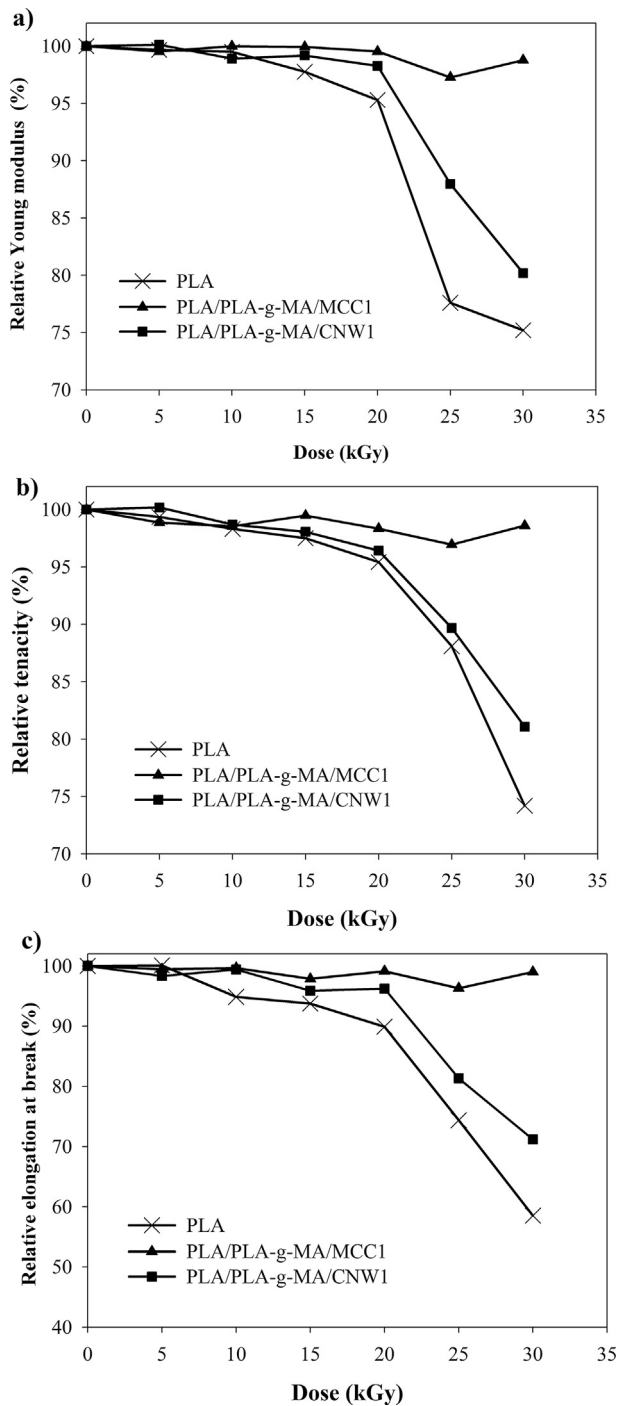 a)
Relative Young modulus (%)
100
95
90
85
80
75
70
PLA
PLA/PLA-g-MA/MCC1
PLA/PLA-g-MA/CNW1
0 5 10 15 20 25 30 35
Dose (kGy)
b)
Relative tenacity (%)
100
95
90
85
80
75
70
PLA
PLA/PLA-g-MA/MCC1
PLA/PLA-g-MA/CNW1
0 5 10 15 20 25 30 35
Dose (kGy)
c)
Relative elongation at break (%)
100
90
80
70
60
50
40
PLA
PLA/PLA-g-MA/MCC1
PLA/PLA-g-MA/CNW1
0 5 10 15 20 25 30 35
Dose (kGy)